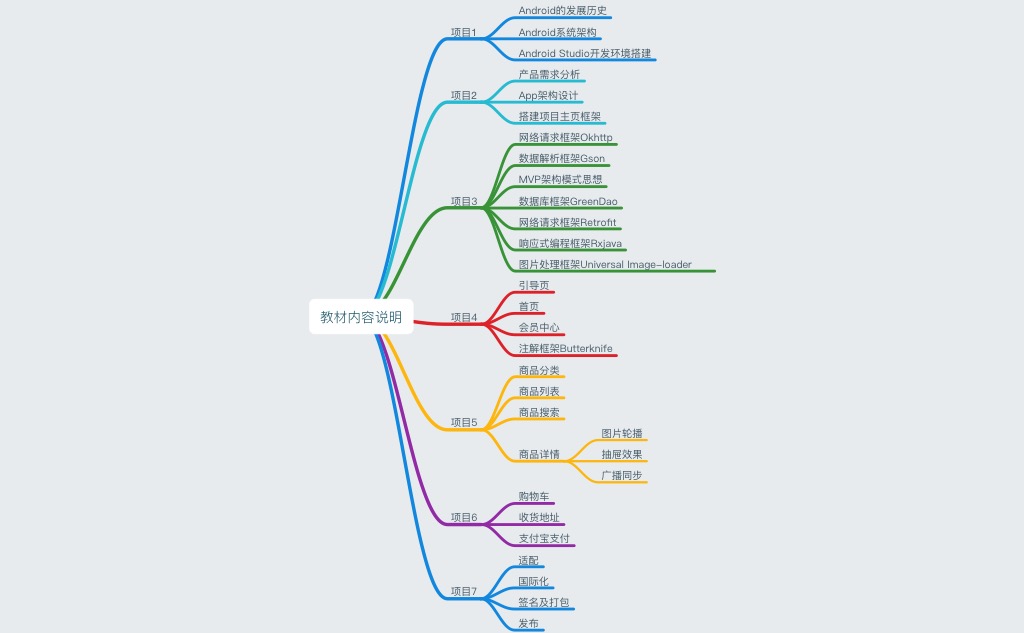 教材内容说明
项目1
Android的发展历史
Android系统架构
Android Studio开发环境搭建
项目2
产品需求分析
App架构设计
搭建项目主页框架
项目3
网络请求框架Okhttp
数据解析框架Gson
MVP架构模式思想
数据库框架GreenDao
网络请求框架Retrofit
响应式编程框架Rxjava
图片处理框架Universal Image-loader
项目4
引导页
首页
会员中心
注解框架Butterknife
项目5
商品分类
商品列表
商品搜索
商品详情
图片轮播
抽屉效果
广播同步
项目6
购物车
收货地址
支付宝支付
项目7
适配
国际化
签名及打包
发布